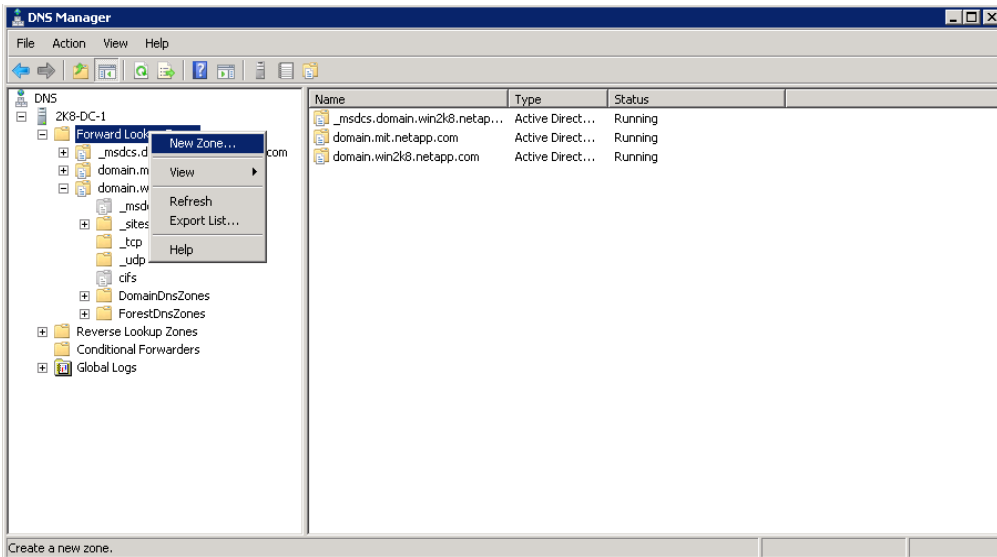 DNS Manager
File Action View Help
DNS
Name Type Status
2K8-DC-1
_msdcs.domain.win2k8.netap... Active Direct... Running
Forward Look
domain.mit.netapp.com Active Direct... Running
domain.win2k8.netapp.com Active Direct... Running
_msdcs.d com
domain.m
domain.w
_msd
_sites
_tcp
_udp
cifs
DomainDnsZones
ForestDnsZones
Reverse Lookup Zones
Conditional Forwarders
Global Logs
New Zone...
View
Refresh
Export List...
Help
Create a new zone.